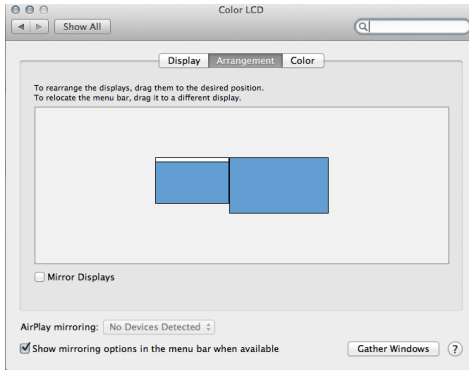 Color LCD
Show All
Display Arrangement Color
To rearrange the displays, drag them to the desired position.
To relocate the menu bar, drag it to a different display.
Mirror Displays
AirPlay mirroring: No Devices Detected
Show mirroring options in the menu bar when available
Gather Windows ?